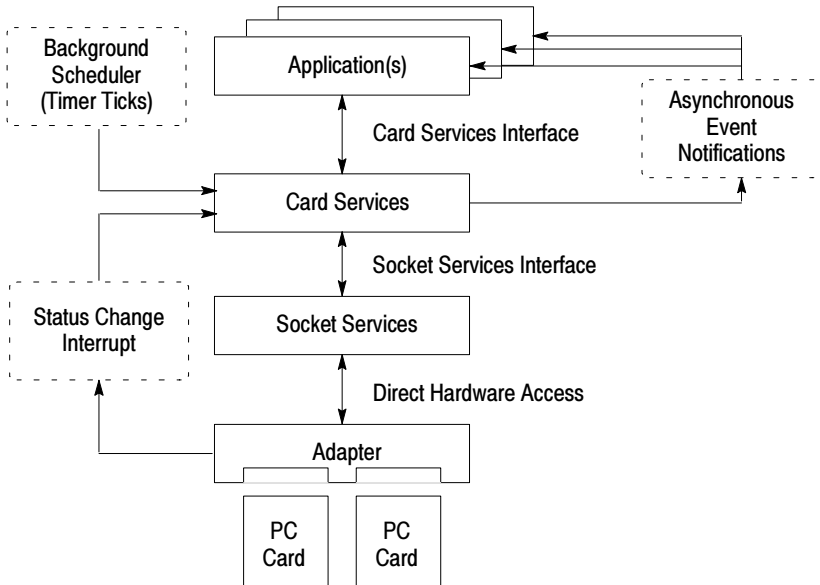 Background
Scheduler
(Timer Ticks)
Application(s)
Asynchronous
Event
Notifications
Card Services Interface
Card Services
Socket Services Interface
Status Change
Interrupt
Socket Services
Direct Hardware Access
Adapter
PC
Card
PC
Card